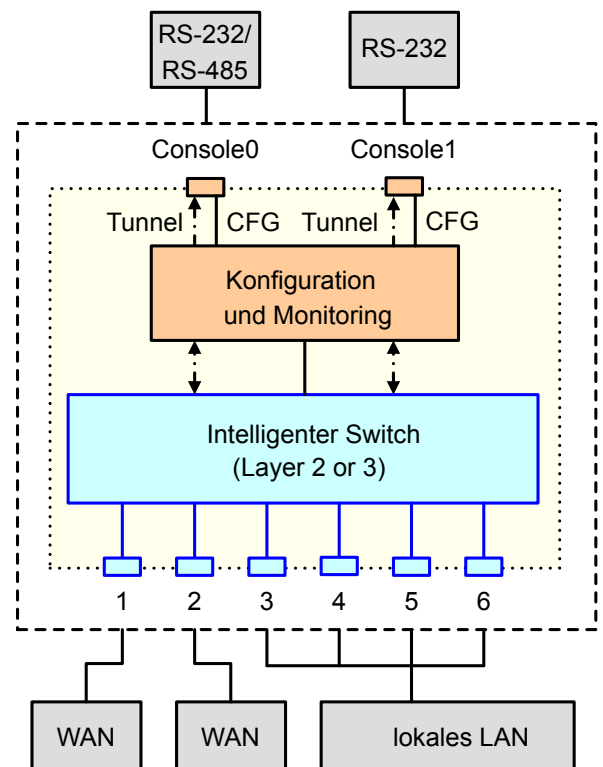 RS-232/
RS-485
RS-232
Console0
Console1
Tunnel
CFG
Tunnel
CFG
Konfiguration
und Monitoring
Intelligenter Switch
(Layer 2 or 3)
1
2
3
4
5
6
WAN
WAN
lokales LAN